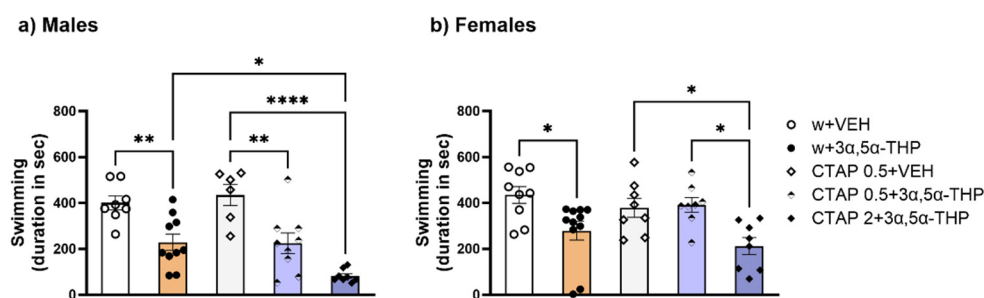 a) Males
b) Females
*
****
**
**
*
*
*
800
600
400
200
0
Swimming
(duration in sec)
800
600
400
200
0
Swimming
(duration in sec)
w+VEH
w+3α,5α-THP
CTAP 0.5+VEH
CTAP 0.5+3α,5α-THP
CTAP 2+3α,5α-THP